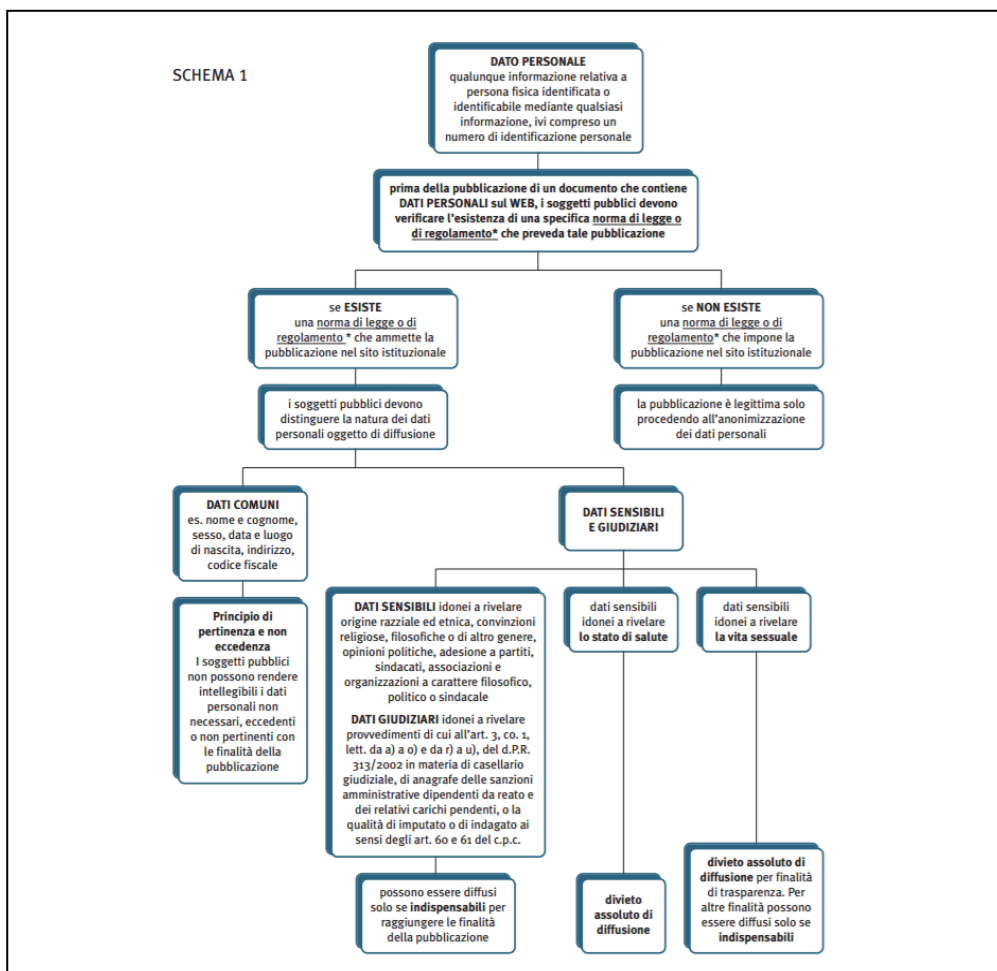 SCHEMA 1
DATO PERSONALE
qualunque informazione relativa a
persona fisica identificata o
identificabile mediante qualsiasi
informazione, ivi compreso un
numero di identificazione personale
prima della pubblicazione di un documento che contiene
DATI PERSONALI sul WEB, i soggetti pubblici devono
verificare l'esistenza di una specifica norma di legge o
di regolamento* che preveda tale pubblicazione
se ESISTE
una norma di legge o di
regolamento * che ammette la
pubblicazione nel sito istituzionale
se NON ESISTE
una norma di legge o di
regolamento* che impone la
pubblicazione nel sito istituzionale
i soggetti pubblici devono
distinguere la natura dei dati
personali oggetto di diffusione
la pubblicazione è legittima solo
procedendo all'anonimizzazione
dei dati personali
DATI COMUNI
es. nome e cognome,
sesso, data e luogo
di nascita, indirizzo,
codice fiscale
DATI SENSIBILI
E GIUDIZIARI
Principio di
pertinenza e non
eccedenza
I soggetti pubblici
non possono rendere
intellegibili i dati
personali non
necessari, eccedenti
o non pertinenti con
le finalità della
pubblicazione
DATI SENSIBILI idonei a rivelare
origine razziale ed etnica, convinzioni
religiose, filosofiche o di altro genere,
opinioni politiche, adesione a partiti,
sindacati, associazioni e
organizzazioni a carattere filosofico,
politico o sindacale
DATI GIUDIZIARI idonei a rivelare
provvedimenti di cui all'art. 3, co. 1,
lett. da a) a o) e da r) a u), del d.P.R.
313/2002 in materia di casellario
giudiziale, di anagrafe delle sanzioni
amministrative dipendenti da reato e
dei relativi carichi pendenti, o la
qualità di imputato o di indagato ai
sensi degli art. 60 e 61 del c.p.c.
dati sensibili
idonei a rivelare
lo stato di salute
dati sensibili
idonei a rivelare
la vita sessuale
possono essere diffusi
solo se indispensabili per
raggiungere le finalità
della pubblicazione
divieto
assoluto di
diffusione
divieto assoluto di
diffusione per finalità
di trasparenza. Per
altre finalità possono
essere diffusi solo se
indispensabili